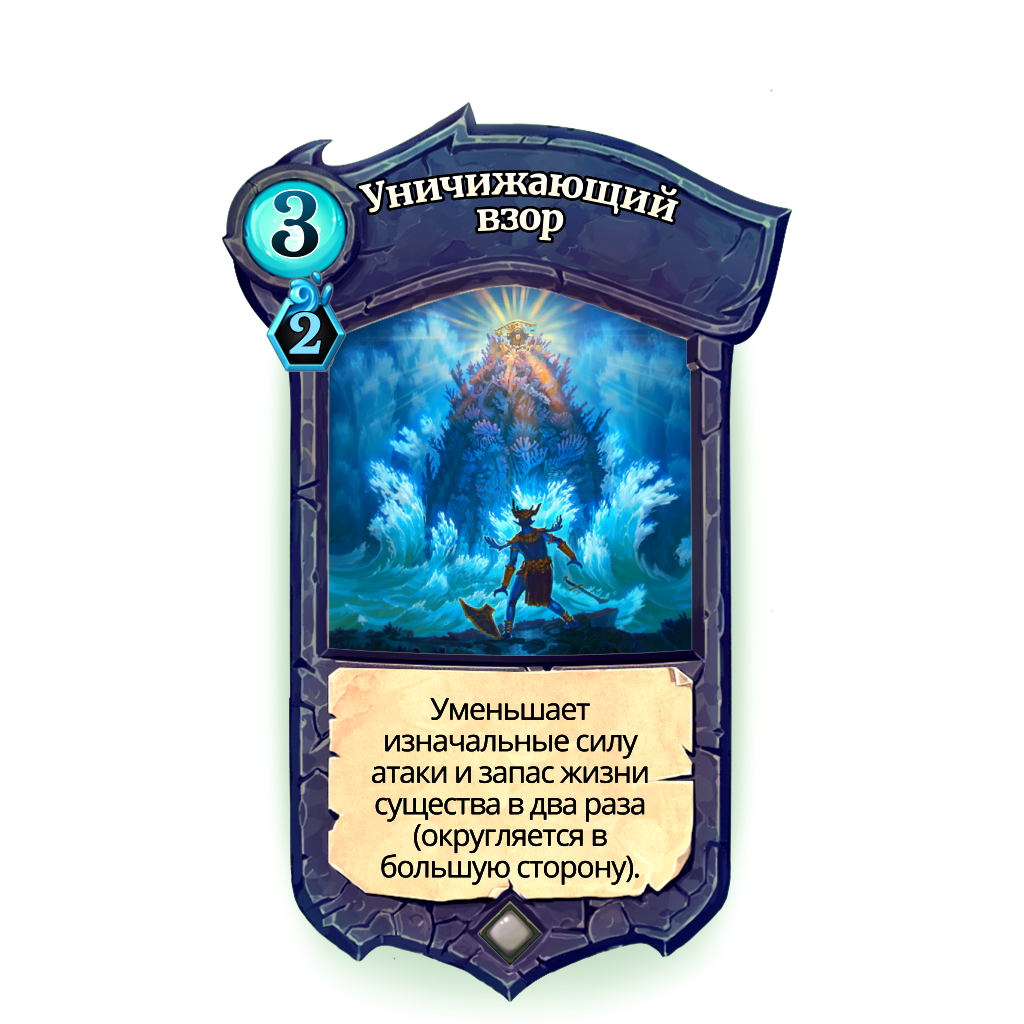 3
Уничижающий
взор
2
Уменьшает
изначальные силу
атаки и запас жизни
существа в два раза
(округляется в
большую сторону).